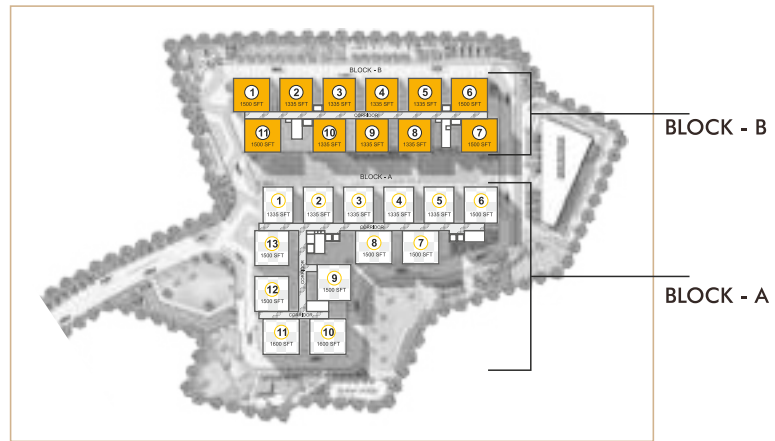 BLOCK - B
1 2 3 4 5 6
1500 SFT 1335 SFT 1335 SFT 1335 SFT 1335 SFT 1500 SFT
CORRIDOR
11 10 9 8 7
1500 SFT 1335 SFT 1335 SFT 1335 SFT 1500 SFT
BLOCK - B
BLOCK - A
1 2 3 4 5 6
1335 SFT 1335 SFT 1335 SFT 1335 SFT 1335 SFT 1500 SFT
CORRIDOR
13 8 7
1500 SFT 1335 SFT 1500 SFT
CORRIDOR
12 9
1500 SFT 1500 SFT
BLOCK - A
CORRIDOR
11 10
1600 SFT 1600 SFT